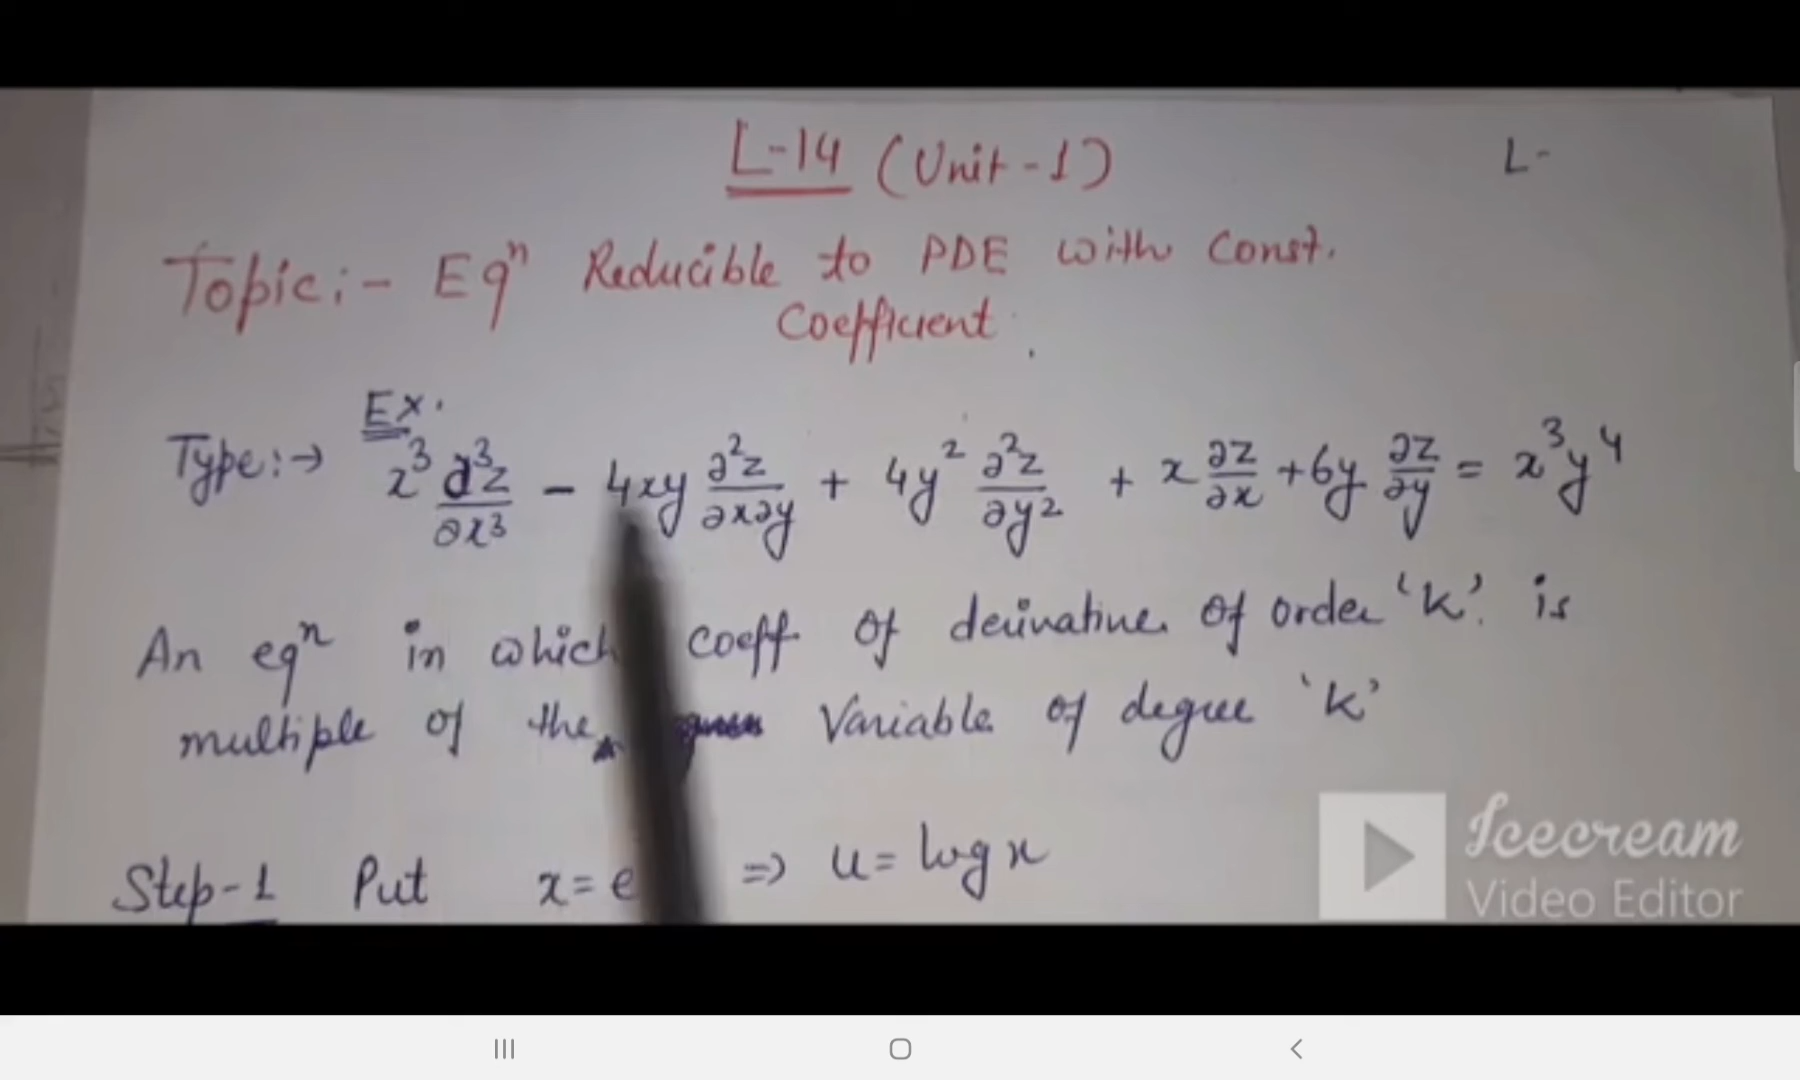 L-14 (Unit-1)
L-
Topic:- Eqⁿ Reducible to PDE with Const.
Coefficient.
Ex.
Type:→ x³ ∂³z/∂x³ - 4xy ∂²z/∂x∂y + 4y² ∂²z/∂y² + x ∂z/∂x + 6y ∂z/∂y = x³y⁴
An eqⁿ in which coeff. of derivative of order 'k' is
multiple of the variable of degree 'k'
Step-1 Put x = e ⇒ u = log x
Icecream
Video Editor